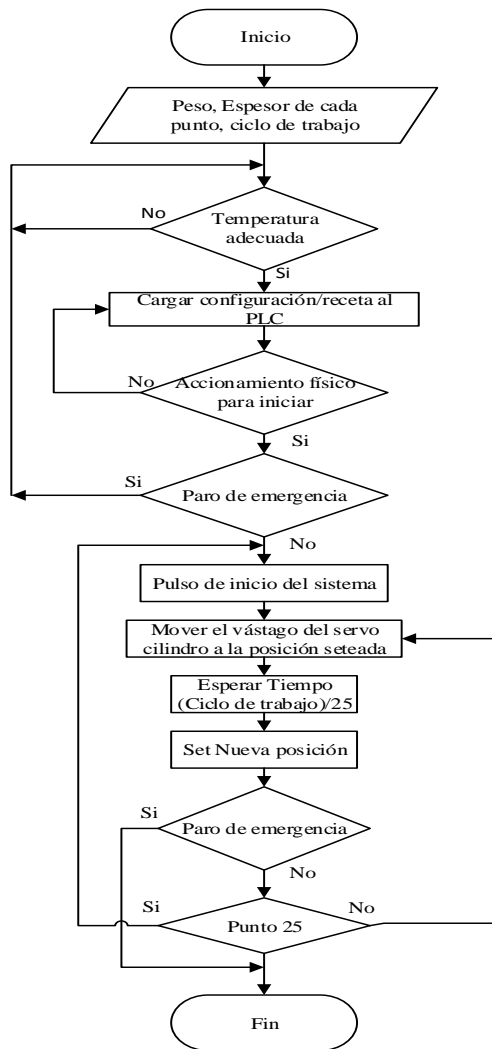 Inicio
Peso, Espesor de cada
punto, ciclo de trabajo
No
Temperatura
adecuada
Si
Cargar configuración/receta al
PLC
No
Accionamiento físico
para iniciar
Si
Si
Paro de emergencia
No
Pulso de inicio del sistema
Mover el vástago del servo
cilindro a la posición seteada
Esperar Tiempo
(Ciclo de trabajo)/25
Set Nueva posición
Si
Paro de emergencia
No
Si
Punto 25
No
Fin